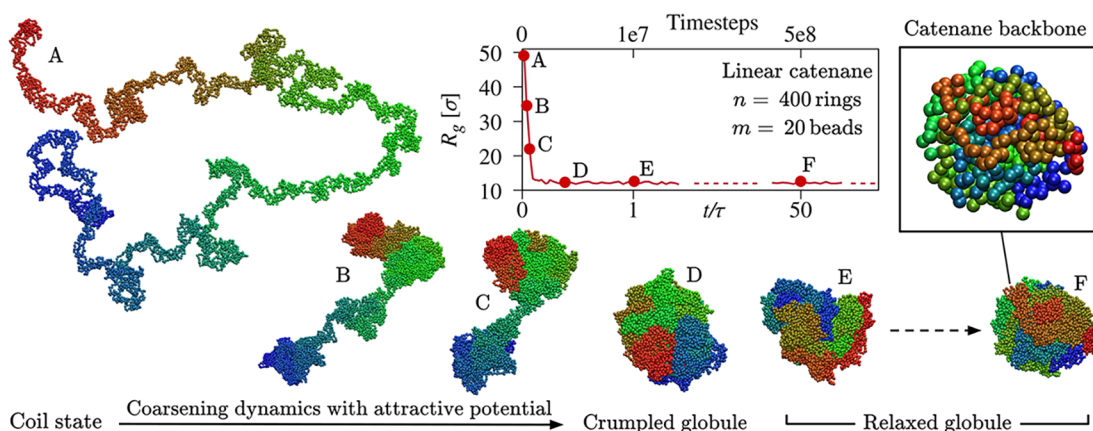 A
Timesteps
0 1e7 5e8
R_g [σ]
50
40
30
20
10
A
B
C
D
E
F
Linear catenane
n = 400 rings
m = 20 beads
0 1 50
t/τ
Catenane backbone
B
C
D
E
F
Coil state
Coarsening dynamics with attractive potential
Crumpled globule
Relaxed globule